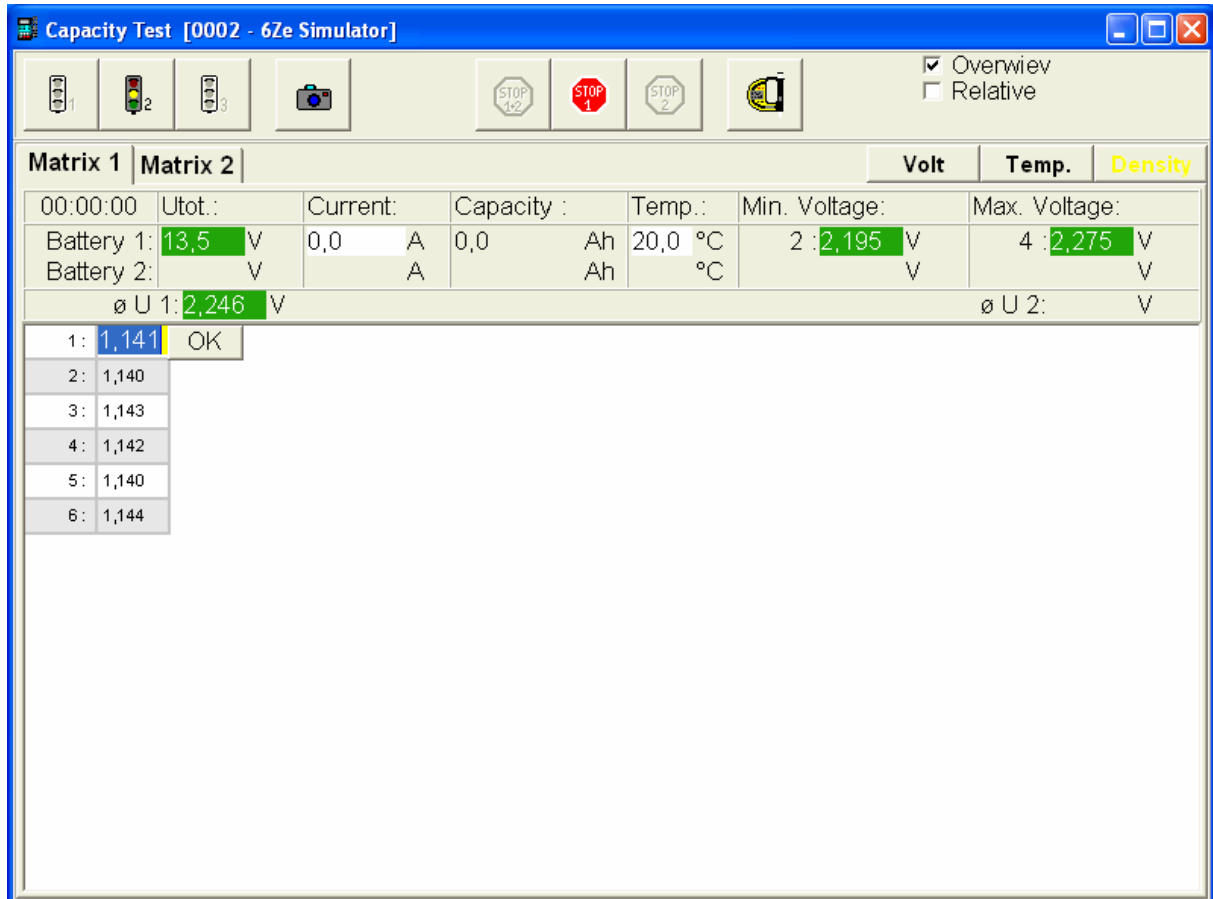 Capacity Test [0002 - 6Ze Simulator]
1 2 3 STOP 1+2 STOP 1 STOP 2
Overwiev
Relative
Matrix 1 Matrix 2 Volt Temp. Density
00:00:00 Utot.: Current: Capacity : Temp.: Min. Voltage: Max. Voltage:
Battery 1: 13,5 V 0,0 A 0,0 Ah 20,0 °C 2 :2,195 V 4 :2,275 V
Battery 2: V A Ah °C V V
ø U 1: 2,246 V ø U 2: V
1: 1,141 OK
2: 1,140
3: 1,143
4: 1,142
5: 1,140
6: 1,144